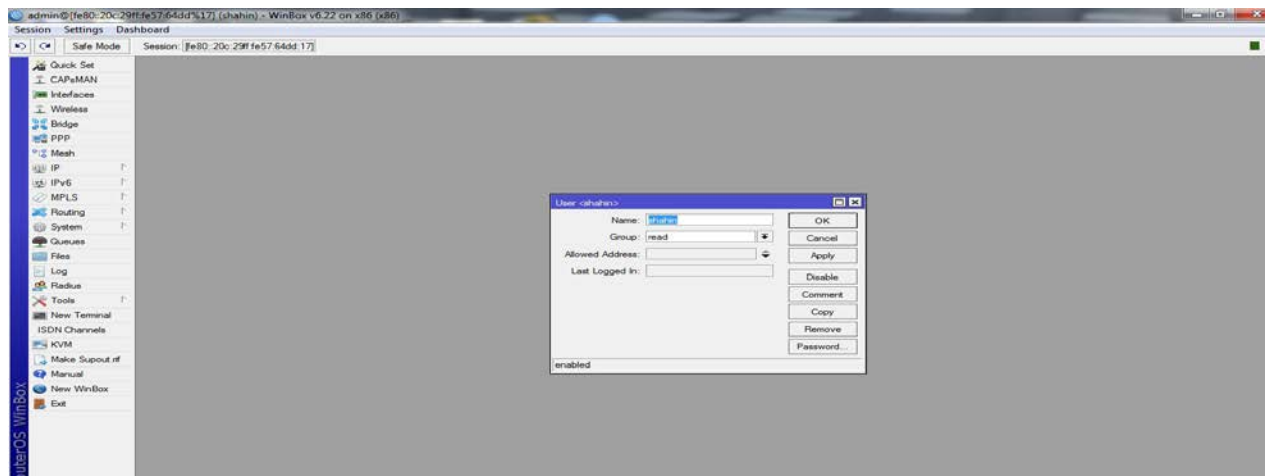 admin@[fe80::20c:29ff:fe57:64dd%17] (shahin) - WinBox v6.22 on x86 (x86)
Session Settings Dashboard
Safe Mode Session: [fe80::20c:29ff:fe57:64dd:17]
Quick Set
CAPsMAN
Interfaces
Wireless
Bridge
PPP
Mesh
IP
IPv6
MPLS
Routing
System
Queues
Files
Log
Radius
Tools
New Terminal
ISDN Channels
KVM
Make Supout.rif
Manual
New WinBox
Exit
uterOS WinBox
User <shahin>
Name: shahin
Group: read
Allowed Address:
Last Logged In:
OK
Cancel
Apply
Disable
Comment
Copy
Remove
Password...
enabled